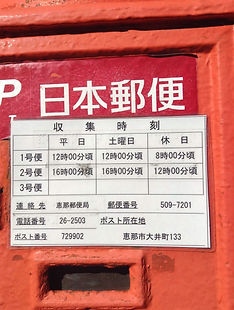 P 日本郵便
収集時刻
平日 土曜日 休日
1号便 12時00分頃 12時00分頃 8時00分頃
2号便 16時00分頃 16時00分頃 12時00分頃
3号便
連絡先 恵那郵便局 郵便番号 509-7201
電話番号 26-2503 ポスト所在地
ポスト番号 729902 恵那市大井町133